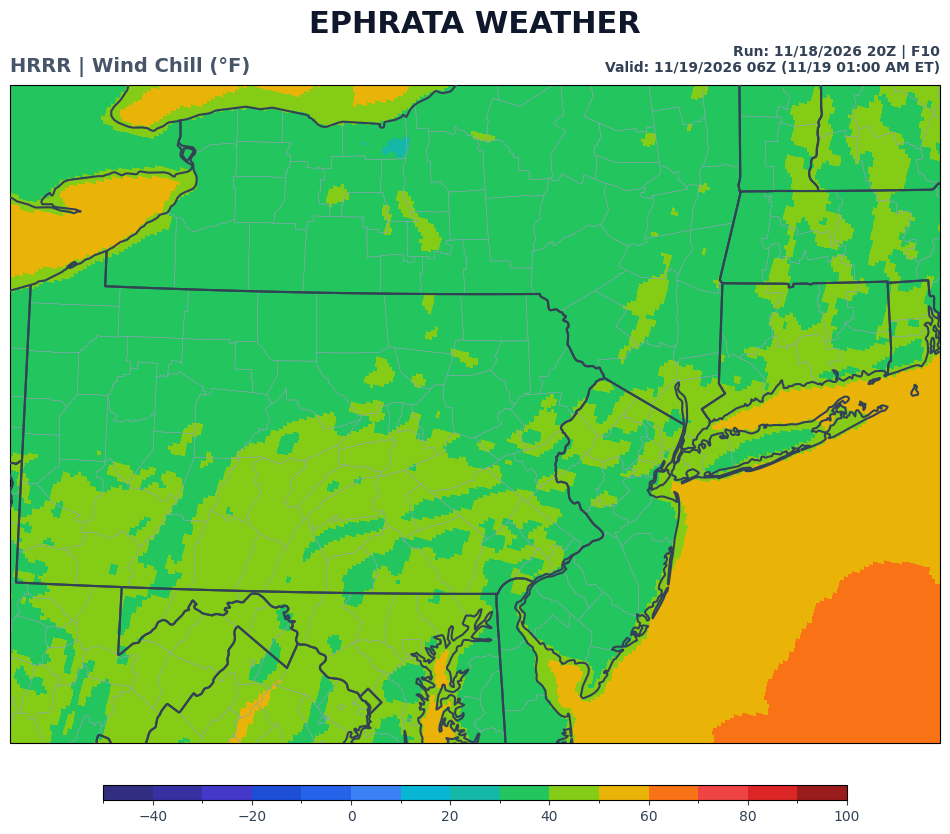 EPHRATA WEATHER
HRRR | Wind Chill (°F)
Run: 11/18/2026 20Z | F10
Valid: 11/19/2026 06Z (11/19 01:00 AM ET)
−40 −20 0 20 40 60 80 100